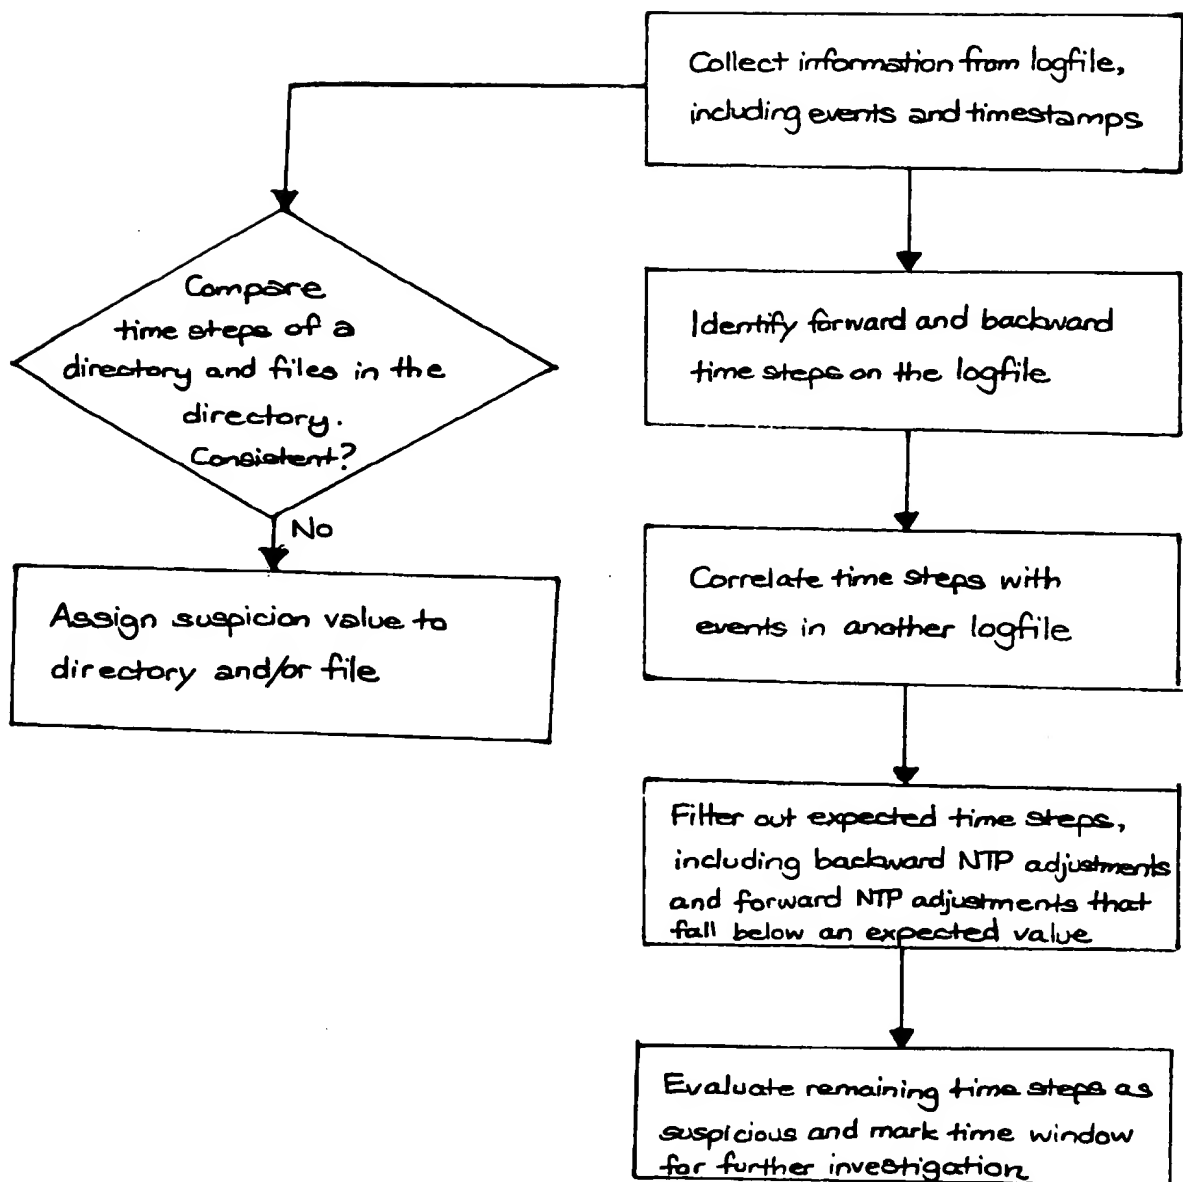 Collect information from logfile,
including events and timestamps
Compare
time steps of a
directory and files in the
directory.
Consistent?
No
Assign suspicion value to
directory and/or file
Identify forward and backward
time steps on the logfile
Correlate time steps with
events in another logfile
Filter out expected time steps,
including backward NTP adjustments
and forward NTP adjustments that
fall below an expected value
Evaluate remaining time steps as
suspicious and mark time window
for further investigation